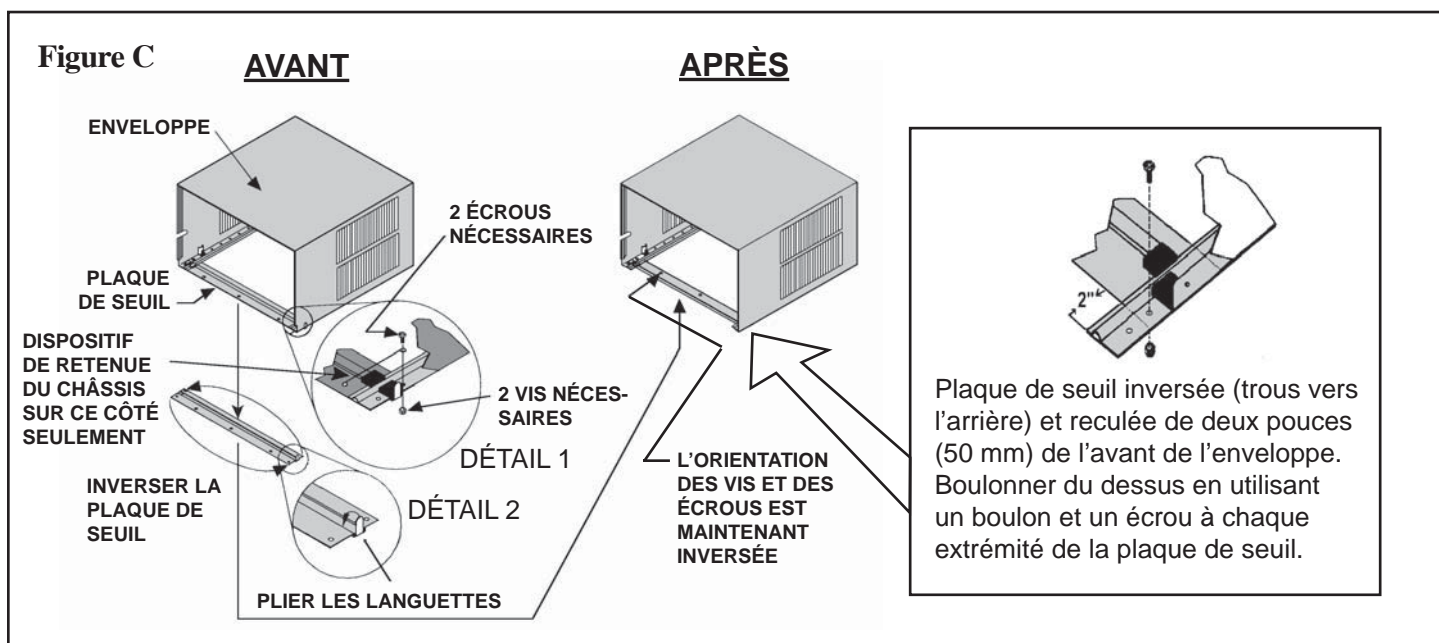 Figure C
AVANT
APRÈS
ENVELOPPE
2 ÉCROUS
NÉCESSAIRES
PLAQUE
DE SEUIL
DISPOSITIF
DE RETENUE
DU CHÂSSIS
SUR CE CÔTÉ
SEULEMENT
2 VIS NÉCES-
SAIRES
DÉTAIL 1
INVERSER LA
PLAQUE DE
SEUIL
DÉTAIL 2
PLIER LES LANGUETTES
L’ORIENTATION
DES VIS ET DES
ÉCROUS EST
MAINTENANT
INVERSÉE
2"
Plaque de seuil inversée (trous vers
l’arrière) et reculée de deux pouces
(50 mm) de l’avant de l’enveloppe.
Boulonner du dessus en utilisant
un boulon et un écrou à chaque
extrémité de la plaque de seuil.